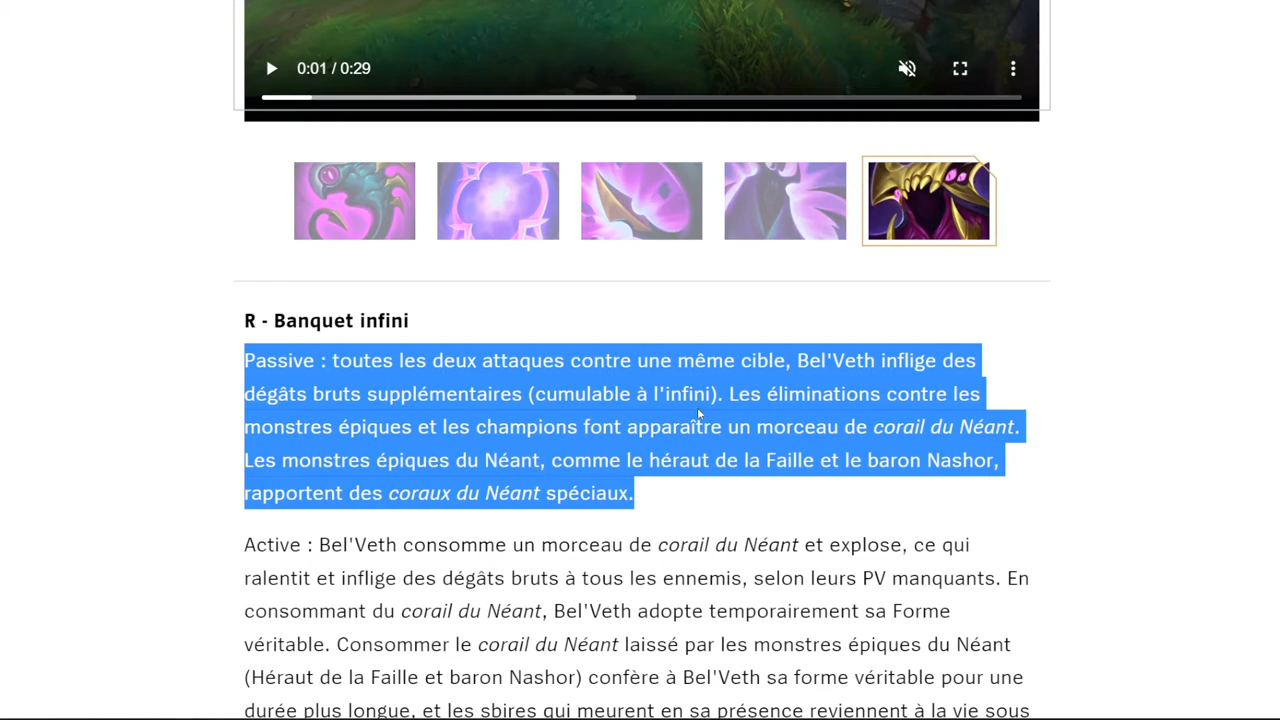 0:01 / 0:29
R - Banquet infini
Passive : toutes les deux attaques contre une même cible, Bel'Veth inflige des
dégâts bruts supplémentaires (cumulable à l'infini). Les éliminations contre les
monstres épiques et les champions font apparaître un morceau de corail du Néant.
Les monstres épiques du Néant, comme le héraut de la Faille et le baron Nashor,
rapportent des coraux du Néant spéciaux.
Active : Bel'Veth consomme un morceau de corail du Néant et explose, ce qui
ralentit et inflige des dégâts bruts à tous les ennemis, selon leurs PV manquants. En
consommant du corail du Néant, Bel'Veth adopte temporairement sa Forme
véritable. Consommer le corail du Néant laissé par les monstres épiques du Néant
(Héraut de la Faille et baron Nashor) confère à Bel'Veth sa forme véritable pour une
durée plus longue, et les sbires qui meurent en sa présence reviennent à la vie sous